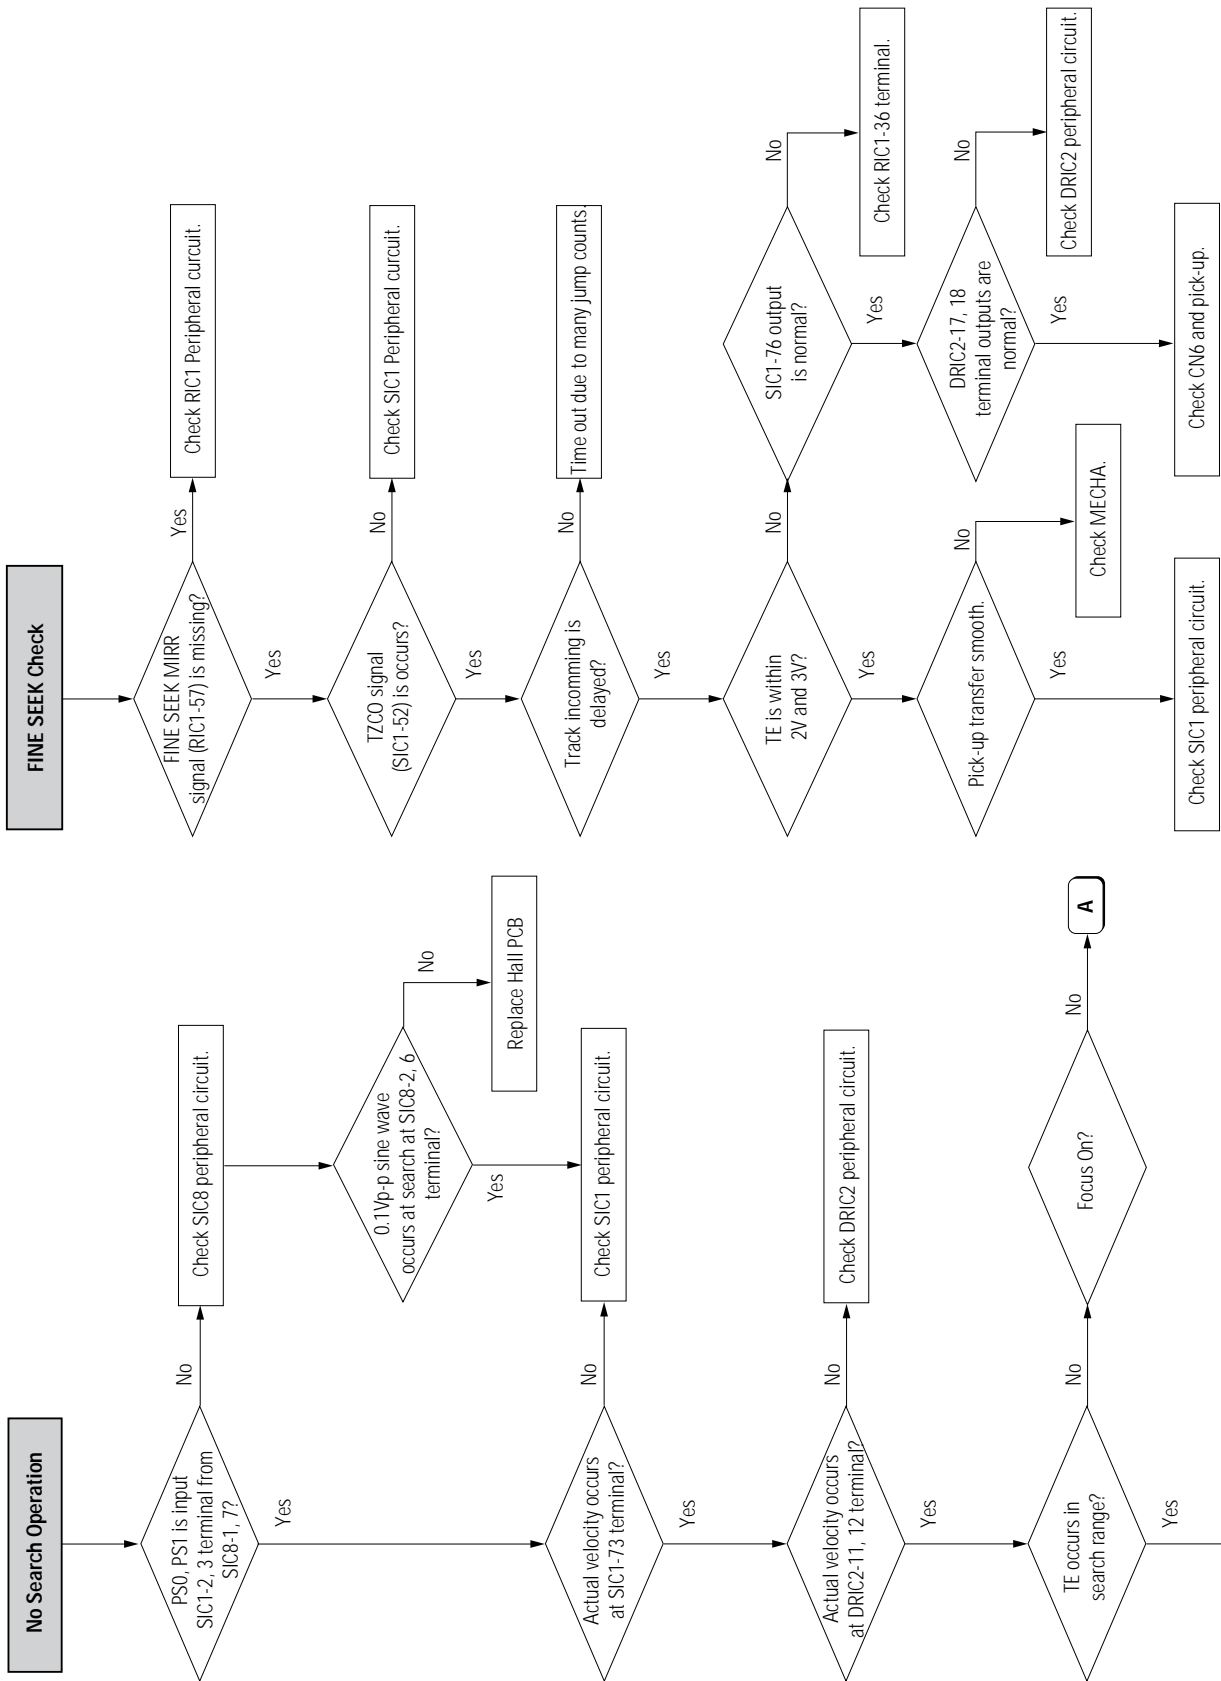 No Search Operation
PS0, PS1 is input
SIC1-2, 3 terminal from
SIC8-1, 7?
No
Check SIC8 peripheral circuit.
0.1Vp-p sine wave
occurs at search at SIC8-2, 6
terminal?
No
Replace Hall PCB
Yes
Yes
Actual velocity occurs
at SIC1-73 terminal?
No
Check SIC1 peripheral circuit.
Yes
Actual velocity occurs
at DRIC2-11, 12 terminal?
No
Check DRIC2 peripheral circuit.
Yes
TE occurs in
search range?
No
Focus On?
No
A
Yes
FINE SEEK Check
FINE SEEK MIRR
signal (RIC1-57) is missing?
Yes
Check RIC1 Peripheral curcuit.
Yes
TZCO signal
(SIC1-52) is occurs?
No
Check SIC1 Peripheral curcuit.
Yes
Track incomming is
delayed?
No
Time out due to many jump counts.
Yes
TE is within
2V and 3V?
No
SIC1-76 output
is normal?
No
Check RIC1-36 terminal.
Yes
Yes
Pick-up transfer smooth.
No
Check MECHA.
DRIC2-17, 18
terminal outputs are
normal?
No
Check DRIC2 peripheral circuit.
Yes
Yes
Check SIC1 peripheral circuit.
Check CN6 and pick-up.